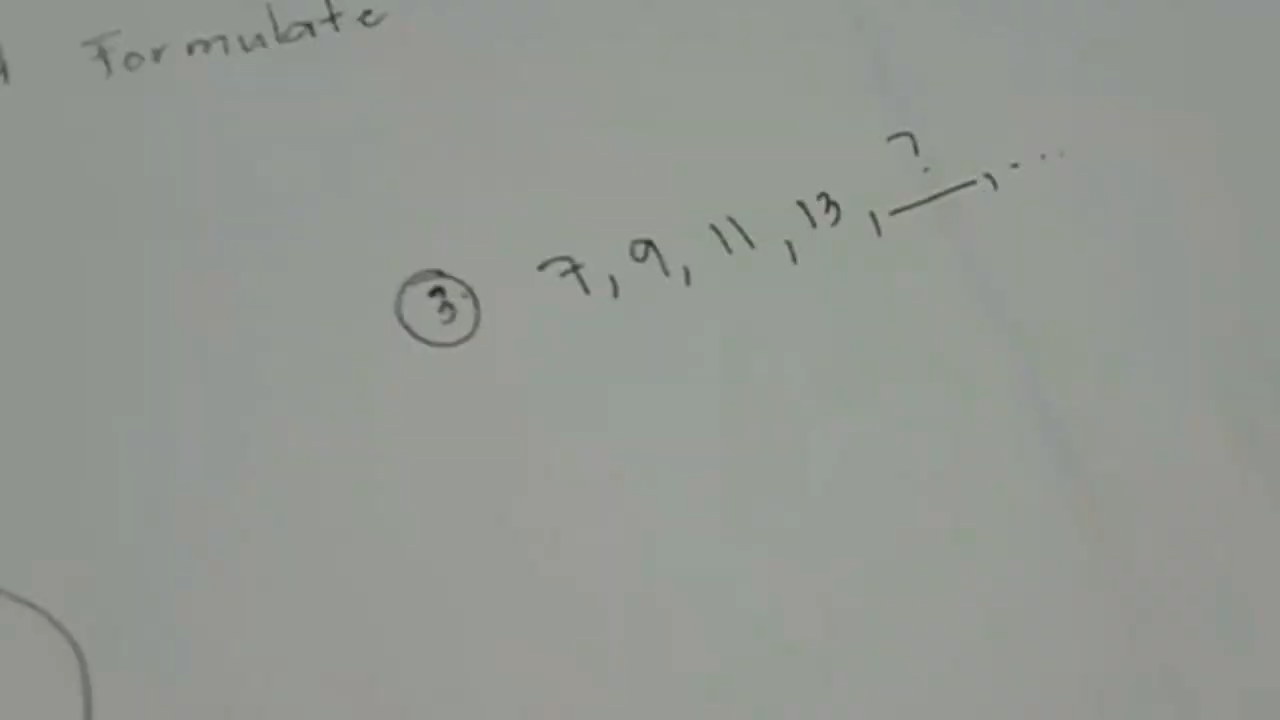 Formulate
3. 7, 9, 11, 13, ?, ...